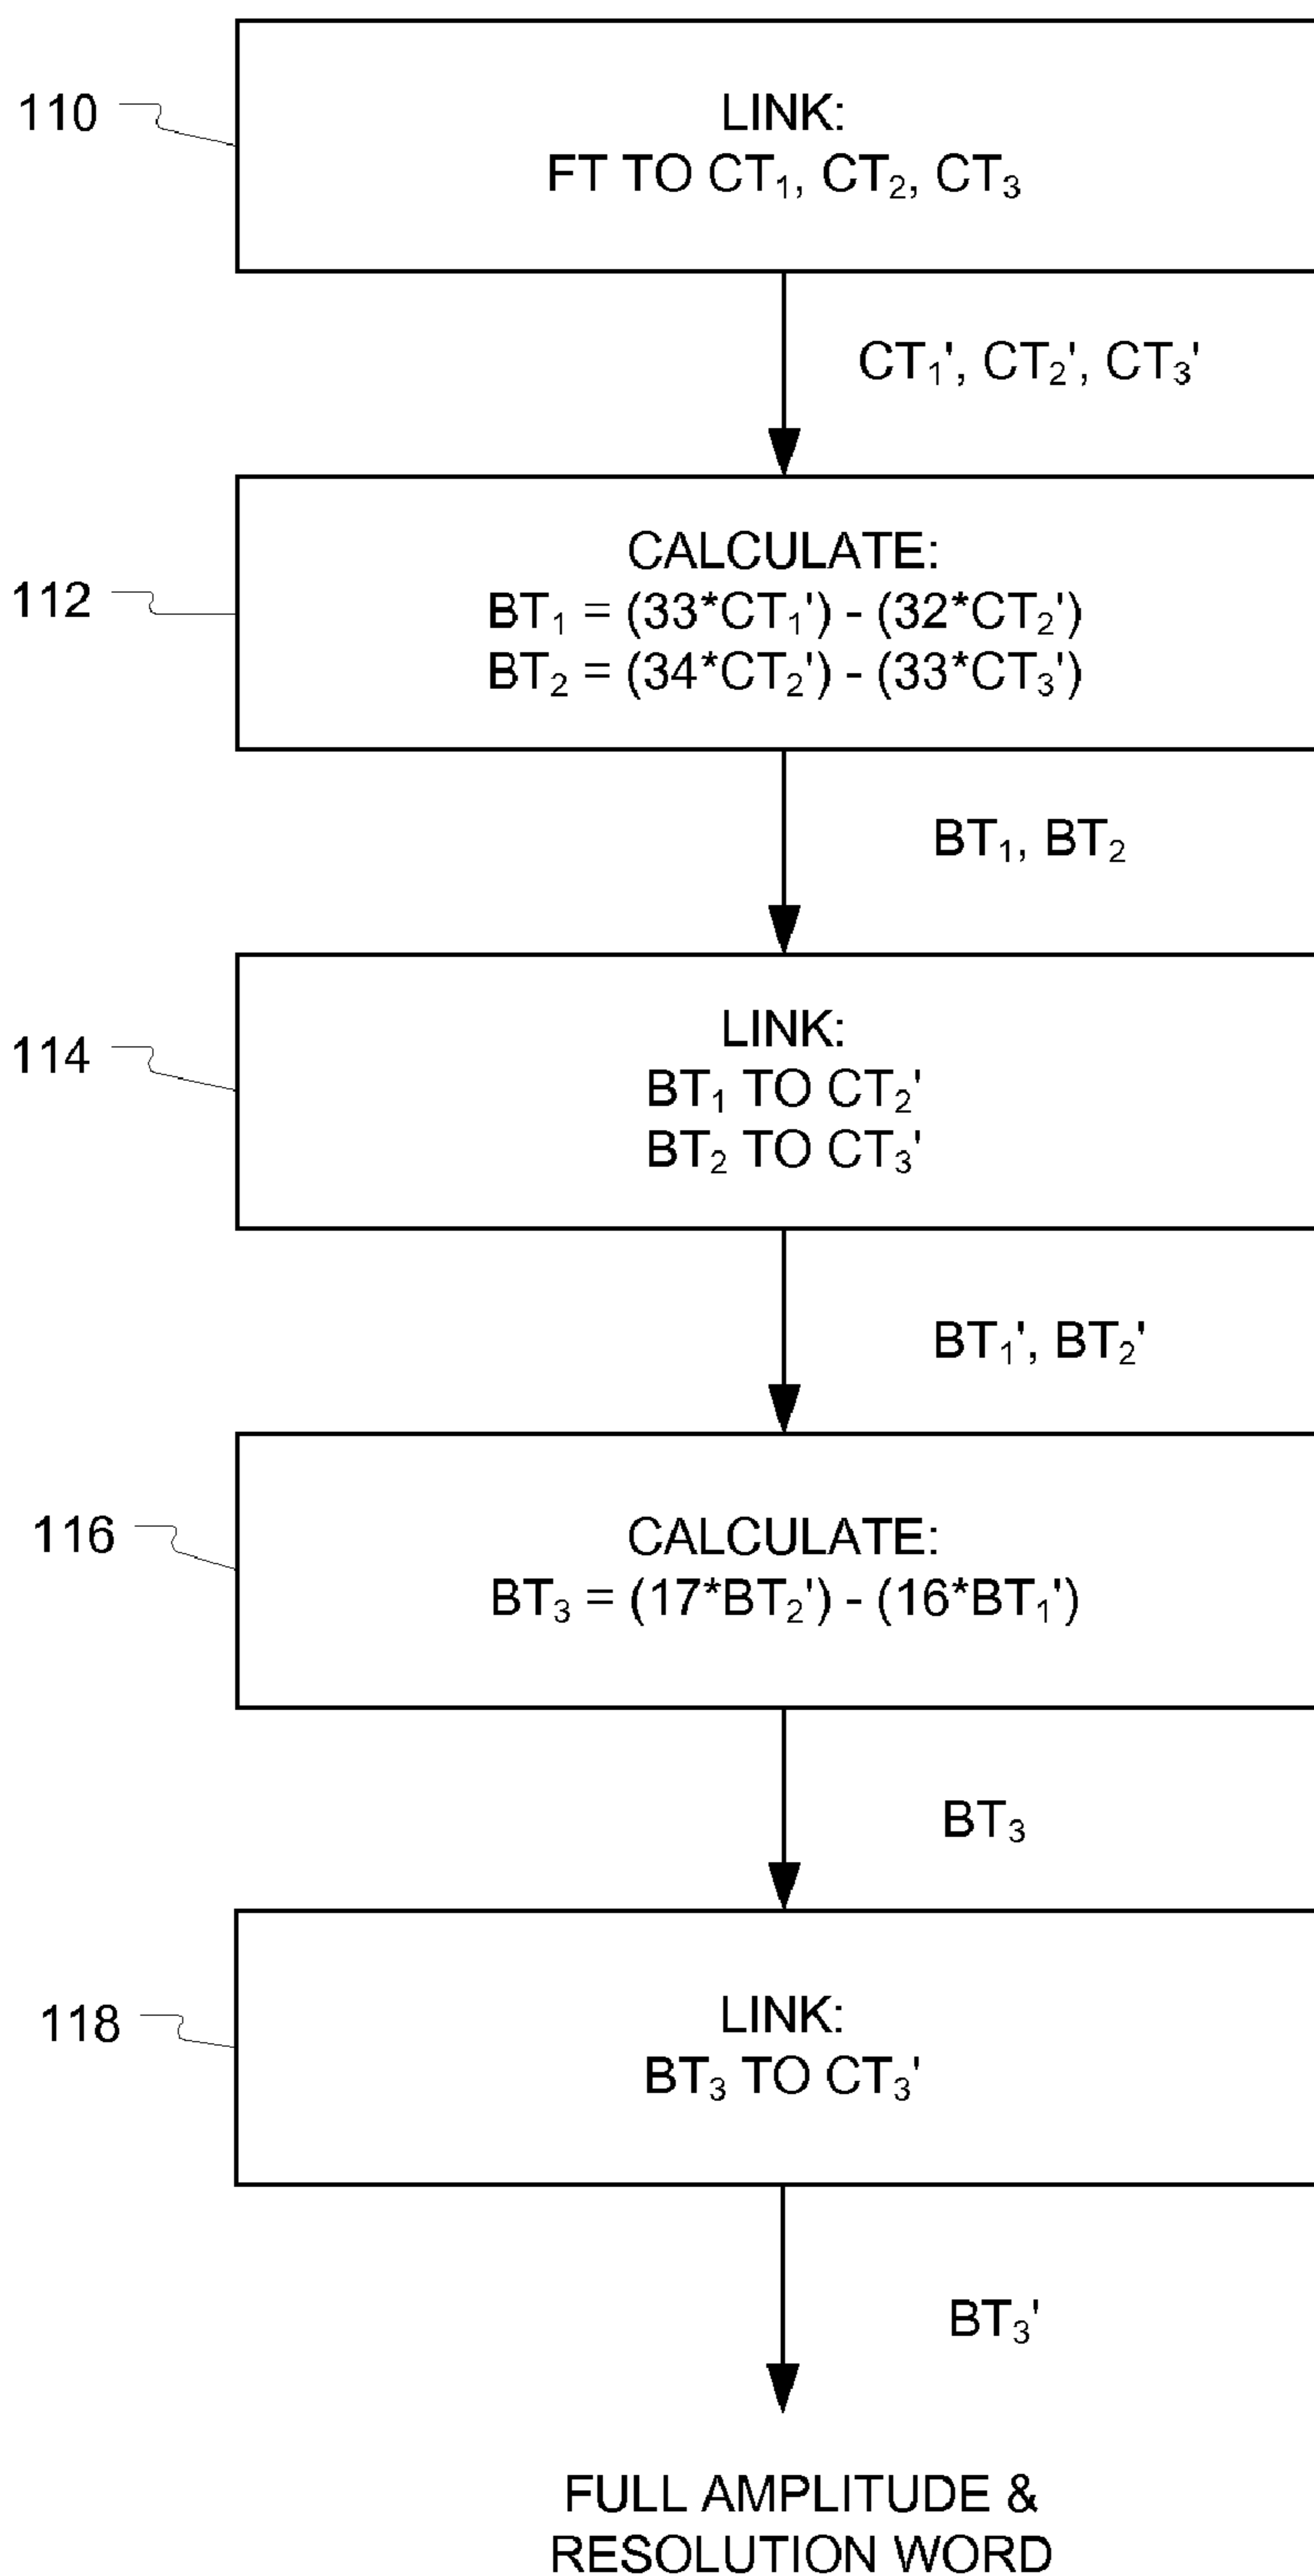 110
LINK:
FT TO CT₁, CT₂, CT₃
CT₁', CT₂', CT₃'
112
CALCULATE:
BT₁ = (33*CT₁') - (32*CT₂')
BT₂ = (34*CT₂') - (33*CT₃')
BT₁, BT₂
114
LINK:
BT₁ TO CT₂'
BT₂ TO CT₃'
BT₁', BT₂'
116
CALCULATE:
BT₃ = (17*BT₂') - (16*BT₁')
BT₃
118
LINK:
BT₃ TO CT₃'
BT₃'
FULL AMPLITUDE &
RESOLUTION WORD